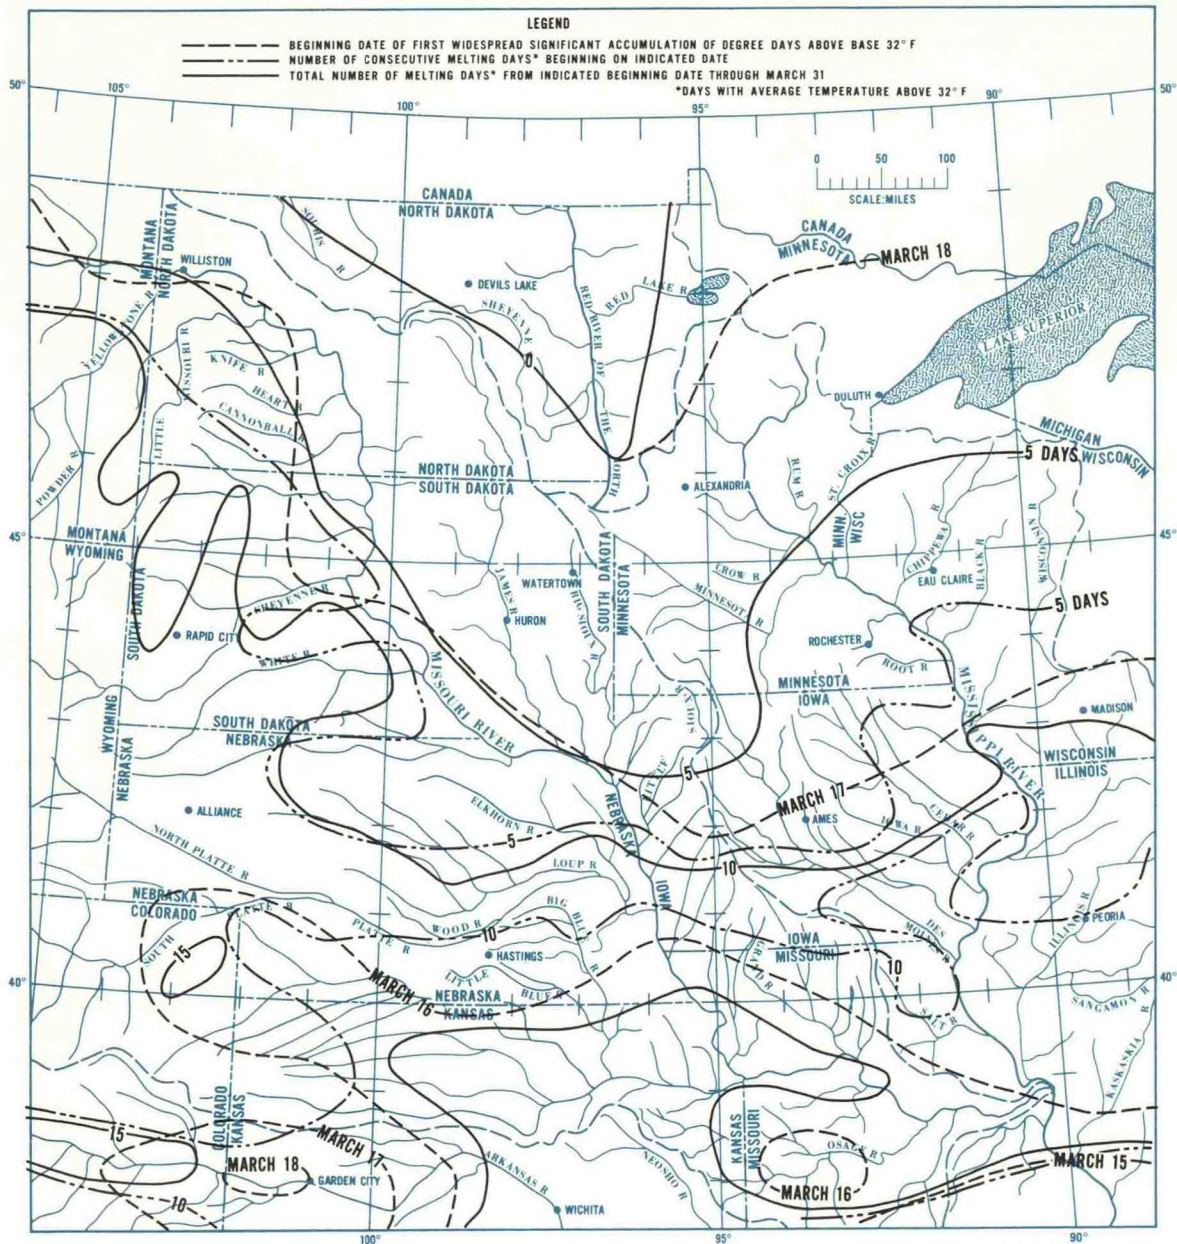 LEGEND
BEGINNING DATE OF FIRST WIDESPREAD SIGNIFICANT ACCUMULATION OF DEGREE DAYS ABOVE BASE 32° F
NUMBER OF CONSECUTIVE MELTING DAYS* BEGINNING ON INDICATED DATE
TOTAL NUMBER OF MELTING DAYS* FROM INDICATED BEGINNING DATE THROUGH MARCH 31
*DAYS WITH AVERAGE TEMPERATURE ABOVE 32° F
50°
105°
100°
95°
90°
50°
0 50 100
SCALE:MILES
CANADA
NORTH DAKOTA
CANADA
MINNESOTA
MARCH 18
MONTANA
NORTH DAKOTA
WILLISTON
SOURIS R
DEVILS LAKE
SHEYENNE
RED RIVER OF THE NORTH
RED LAKE R
LAKE SUPERIOR
YELLOWSTONE R
LITTLE MISSOURI R
KNIFE R
HEART R
CANNONBALL R
0
DULUTH
MICHIGAN
WISCONSIN
5 DAYS
POWDER R
NORTH DAKOTA
SOUTH DAKOTA
ALEXANDRIA
RUM R
ST. CROIX R
MINN
WISC
CHIPPEWA R
BLACK R
WISCONSIN R
EAU CLAIRE
45°
MONTANA
WYOMING
SOUTH DAKOTA
CHEYENNE R
RAPID CITY
WHITE R
WATERTOWN
JAMES R
HURON
BIG SIOUX R
SOUTH DAKOTA
MINNESOTA
CROW R
MINNESOTA R
45°
5 DAYS
ROCHESTER
ROOT R
MISSOURI RIVER
MINNESOTA
IOWA
MISSISSIPPI RIVER
MADISON
WISCONSIN
ILLINOIS
WYOMING
NEBRASKA
SOUTH DAKOTA
NEBRASKA
LITTLE SIOUX R
5
MARCH 17
AMES
IOWA R
CEDAR R
ALLIANCE
ELKHORN R
NEBRASKA
IOWA
NORTH PLATTE R
5
LOUP R
10
NEBRASKA
COLORADO
SOUTH PLATTE R
PLATTE R
WOOD R
10
BIG BLUE R
HASTINGS
LITTLE BLUE R
IOWA
MISSOURI
GRAND R
DES MOINES R
10
ILLINOIS R
PEORIA
15
MARCH 16
NEBRASKA
KANSAS
40°
40°
SALT R
SANGAMON R
KASKASKIA R
COLORADO
KANSAS
MARCH 17
15
MARCH 18
GARDEN CITY
10
ARKANSAS R
WICHITA
NEOSHO R
KANSAS
MISSOURI
OSAGE R
MARCH 16
MARCH 15
100°
95°
90°